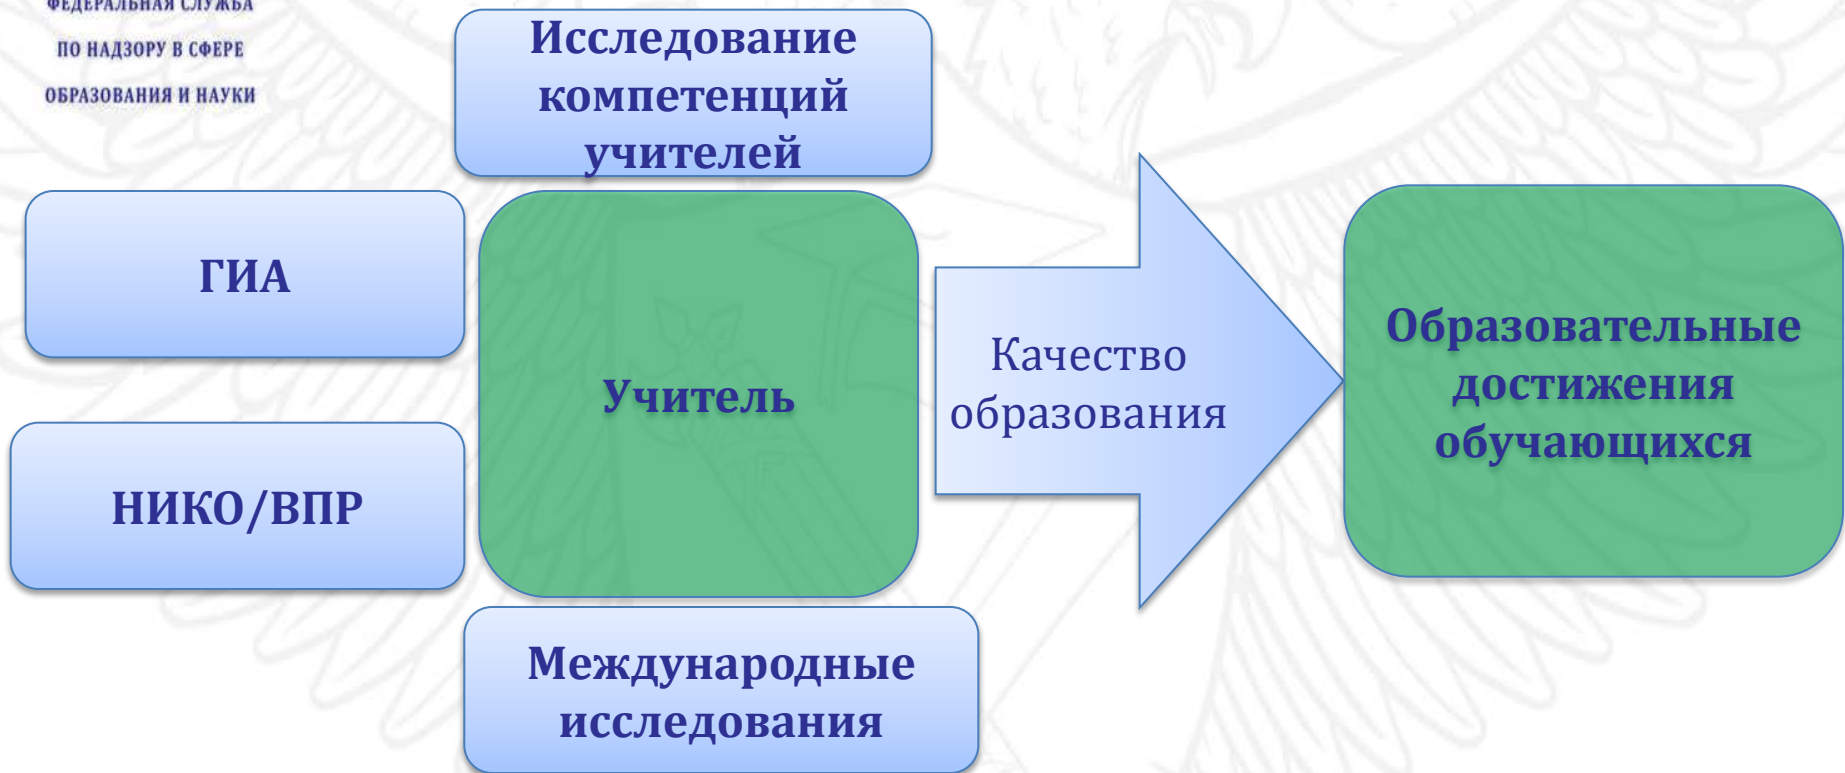 ФЕДЕРАЛЬНАЯ СЛУЖБА
ПО НАДЗОРУ В СФЕРЕ
ОБРАЗОВАНИЯ И НАУКИ
Исследование
компетенций
учителей
ГИА
НИКО/ВПР
Учитель
Международные
исследования
Качество
образования
Образовательные
достижения
обучающихся